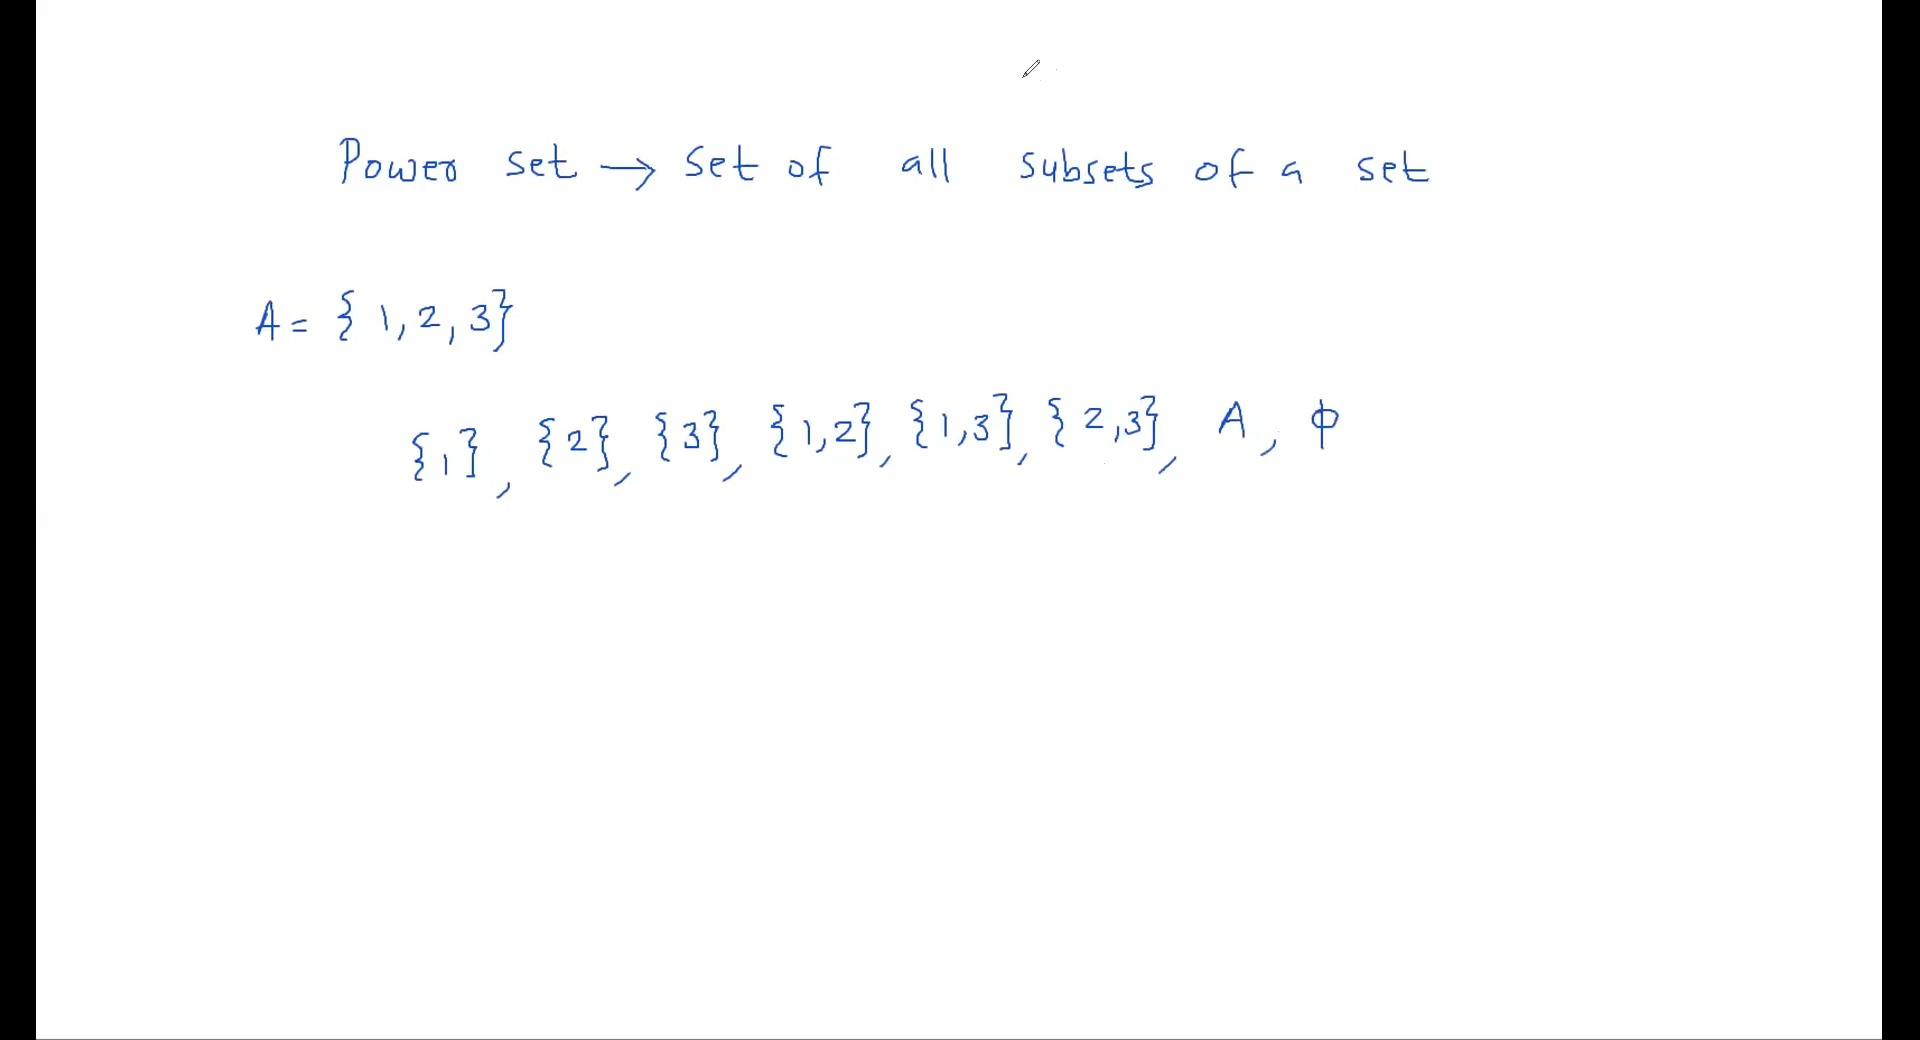 Power set → set of all subsets of a set
A = { 1, 2, 3}
{1}, {2}, {3}, {1,2}, {1,3}, {2,3}, A, ф